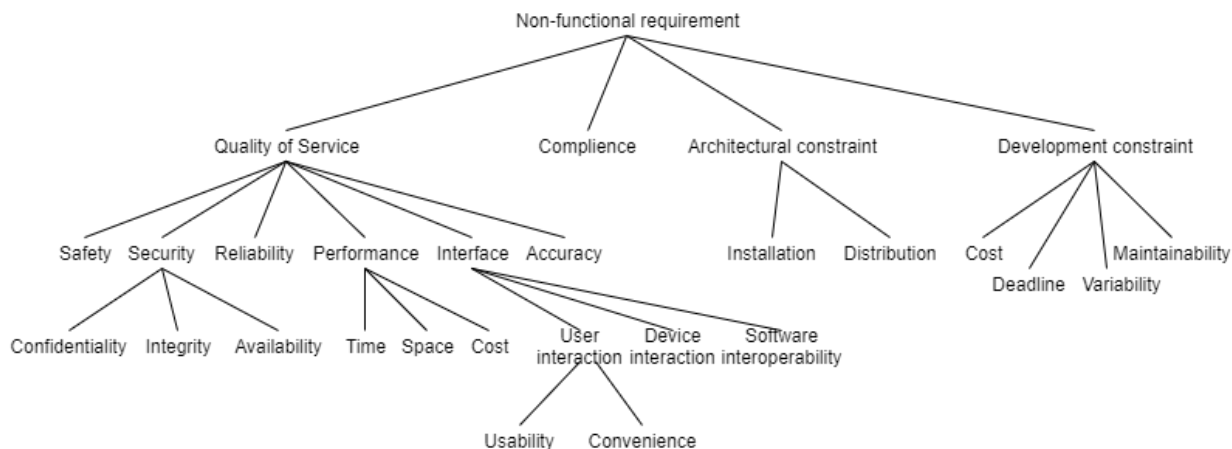 Non-functional requirement
Quality of Service
Complience
Architectural constraint
Development constraint
Safety
Security
Reliability
Performance
Interface
Accuracy
Installation
Distribution
Cost
Maintainability
Deadline
Variability
Confidentiality
Integrity
Availability
Time
Space
Cost
User
interaction
Device
interaction
Software
interoperability
Usability
Convenience